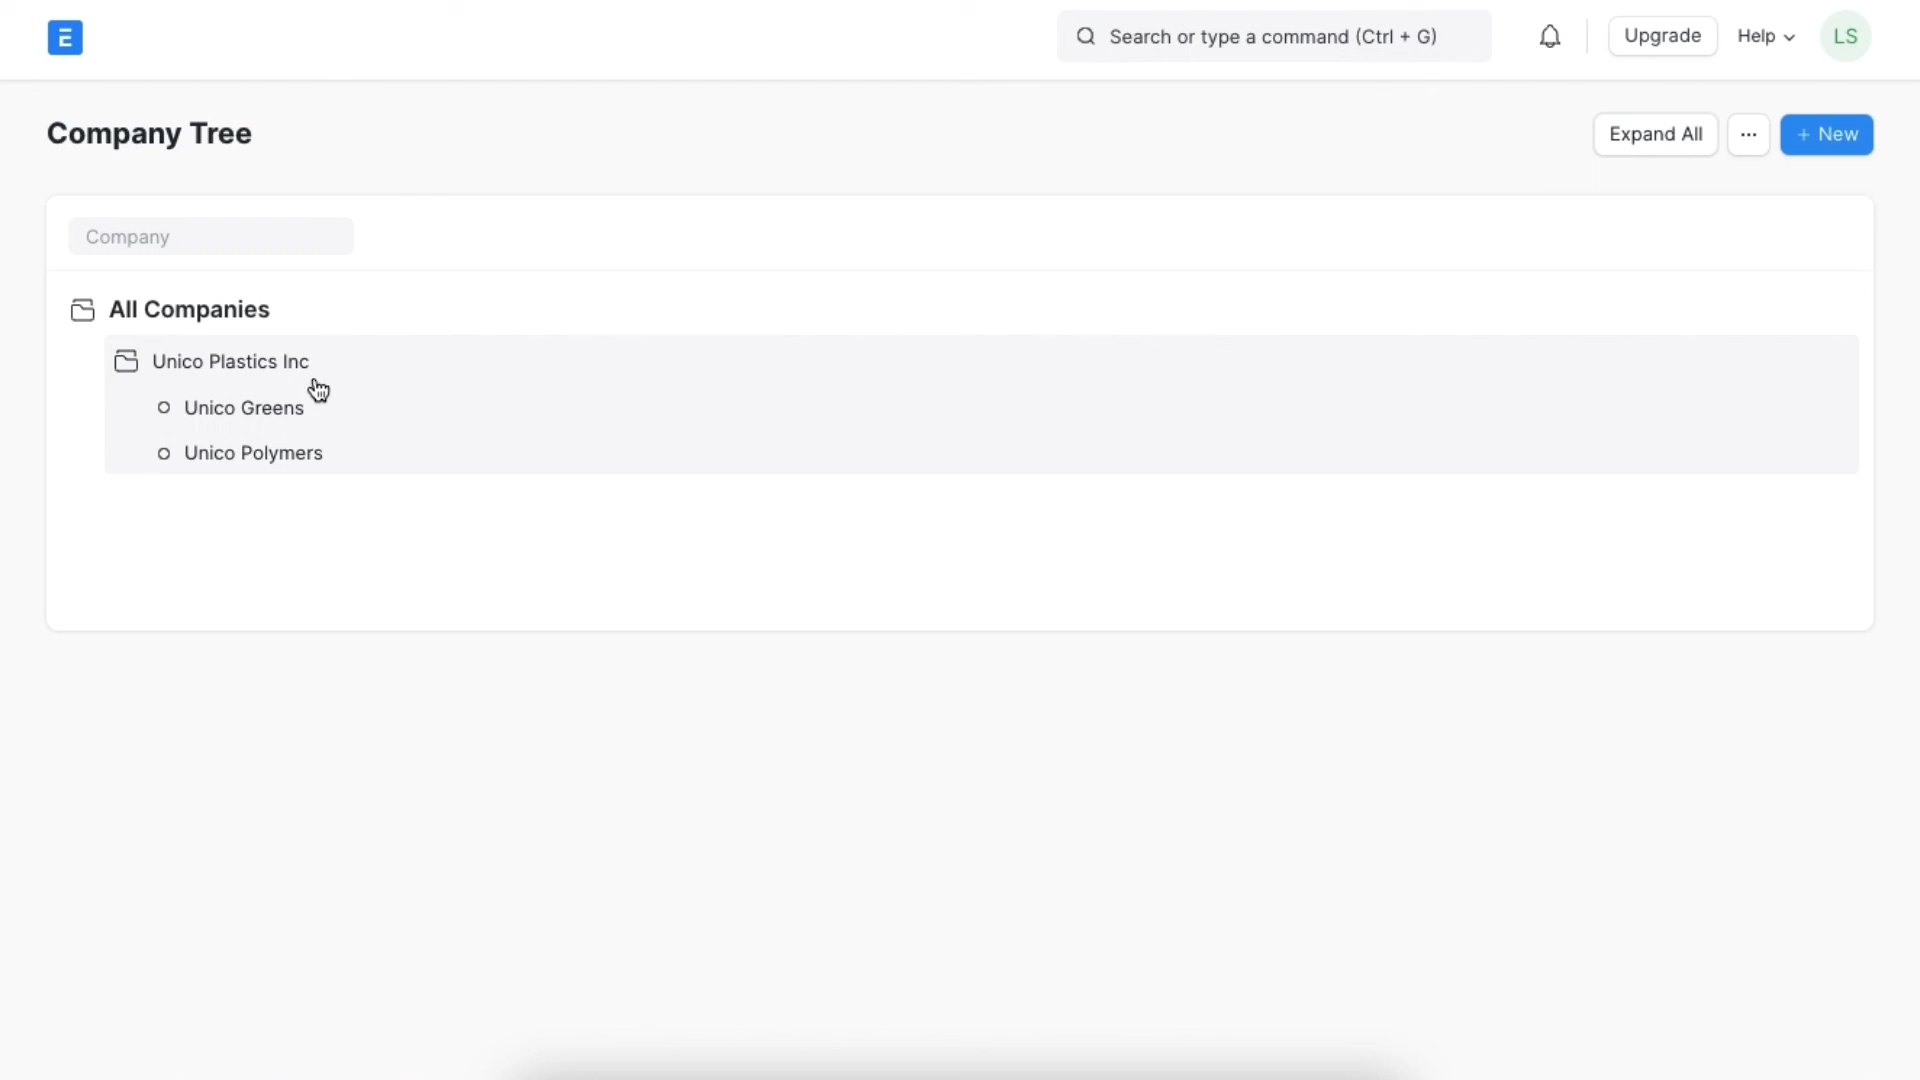 E
Search or type a command (Ctrl + G)
Upgrade
Help
LS
Company Tree
Expand All
...
+ New
Company
All Companies
Unico Plastics Inc
Unico Greens
Unico Polymers